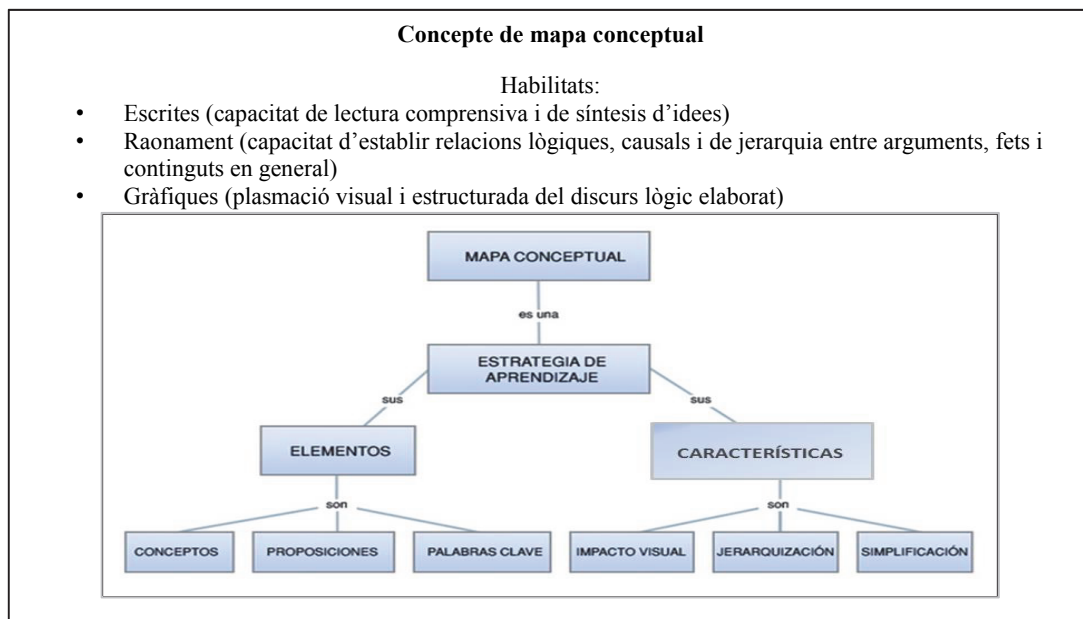 Concepte de mapa conceptual
Habilitats:
• Escrites (capacitat de lectura comprensiva i de síntesis d’idees)
• Raonament (capacitat d’establir relacions lògiques, causals i de jerarquia entre arguments, fets i
continguts en general)
• Gràfiques (plasmació visual i estructurada del discurs lògic elaborat)
MAPA CONCEPTUAL
es una
ESTRATEGIA DE
APRENDIZAJE
sus
sus
ELEMENTOS
CARACTERÍSTICAS
son
son
CONCEPTOS
PROPOSICIONES
PALABRAS CLAVE
IMPACTO VISUAL
JERARQUIZACIÓN
SIMPLIFICACIÓN